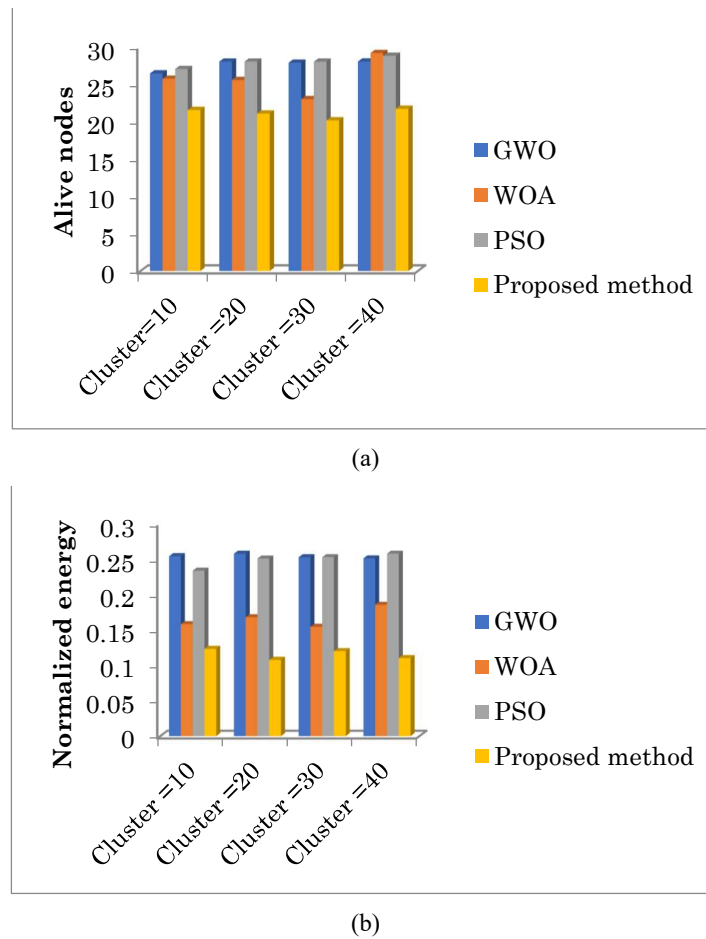 30
25
20
15
10
5
0
Alive nodes
Cluster=10
Cluster =20
Cluster =30
Cluster =40
GWO
WOA
PSO
Proposed method
(a)
0.3
0.25
0.2
0.15
0.1
0.05
0
Normalized energy
Cluster =10
Cluster =20
Cluster =30
Cluster =40
GWO
WOA
PSO
Proposed method
(b)